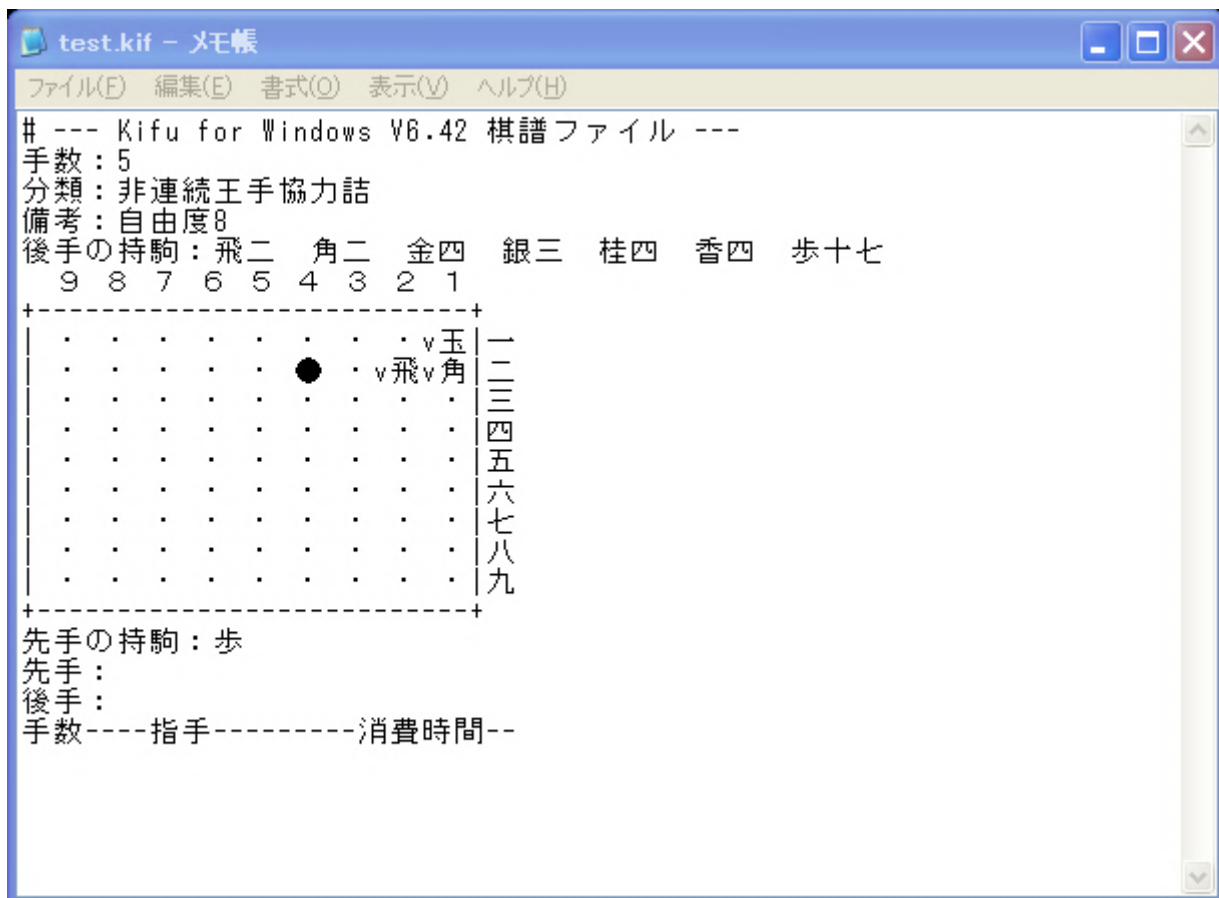 test.kif - メモ帳
ファイル(F) 編集(E) 書式(O) 表示(V) ヘルプ(H)
# --- Kifu for Windows V6.42 棋譜ファイル ---
手数：5
分類：非連続王手協力詰
備考：自由度8
後手の持駒：飛二　角二　金四　銀三　桂四　香四　歩十七
  ９ ８ ７ ６ ５ ４ ３ ２ １
+---------------------------+
| ・ ・ ・ ・ ・ ・ ・ ・v玉|一
| ・ ・ ・ ・ ・ ● ・v飛v角|二
| ・ ・ ・ ・ ・ ・ ・ ・ ・|三
| ・ ・ ・ ・ ・ ・ ・ ・ ・|四
| ・ ・ ・ ・ ・ ・ ・ ・ ・|五
| ・ ・ ・ ・ ・ ・ ・ ・ ・|六
| ・ ・ ・ ・ ・ ・ ・ ・ ・|七
| ・ ・ ・ ・ ・ ・ ・ ・ ・|八
| ・ ・ ・ ・ ・ ・ ・ ・ ・|九
+---------------------------+
先手の持駒：歩
先手：
後手：
手数----指手---------消費時間--